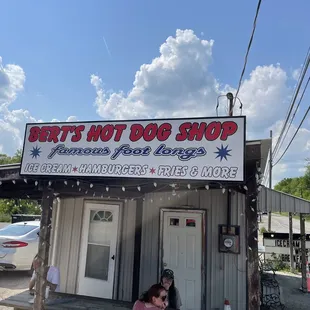 BERT'S HOT DOG SHOP
famous foot longs
ICE CREAM ★ HAMBURGERS ★ FRIES & MORE